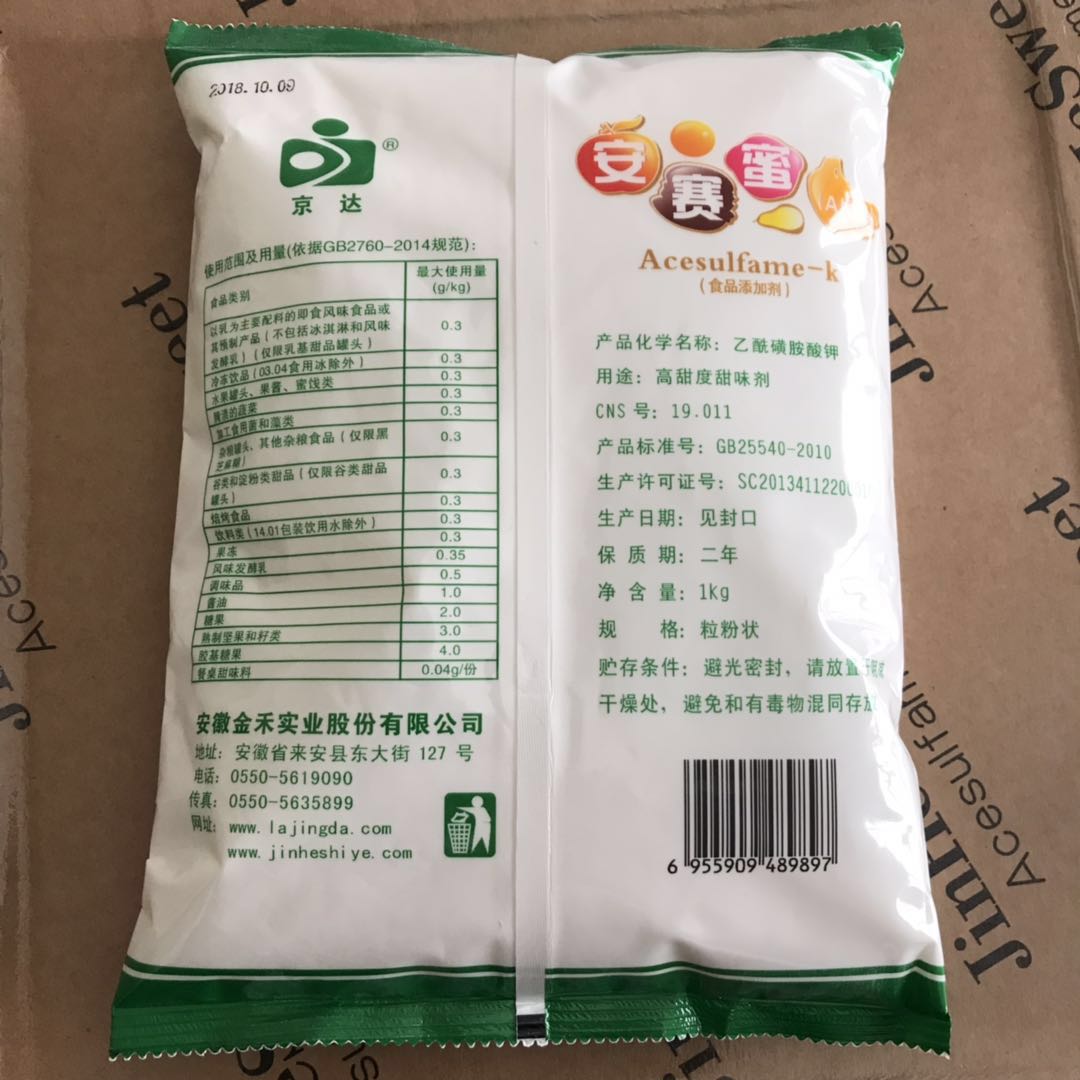 2018.10.09
®
京达
使用范围及用量(依据GB2760-2014规范):
食品类别 最大使用量(g/kg)
以乳为主要配料的即食风味食品或
其预制产品(不包括冰淇淋和风味
发酵乳)(仅限乳基甜品罐头) 0.3
冷冻饮品(03.04食用冰除外) 0.3
水果罐头、果酱、蜜饯类 0.3
腌渍的蔬菜 0.3
加工食用菌和藻类 0.3
杂粮罐头、其他杂粮食品(仅限黑
芝麻糊) 0.3
谷类和淀粉类甜品(仅限谷类甜品
罐头) 0.3
焙烤食品 0.3
饮料类(14.01包装饮用水除外) 0.3
果冻 0.3
风味发酵乳 0.35
调味品 0.5
酱油 1.0
糖果 2.0
熟制坚果和籽类 3.0
胶基糖果 4.0
餐桌甜味料 0.04g/份
安徽金禾实业股份有限公司
地址: 安徽省来安县东大街 127 号
电话: 0550-5619090
传真: 0550-5635899
网址: www.lajingda.com
www.jinheshiye.com
安赛蜜
Acesulfame-k
(食品添加剂)
产品化学名称: 乙酰磺胺酸钾
用途: 高甜度甜味剂
CNS 号: 19.011
产品标准号: GB25540-2010
生产许可证号:
生产日期: 见封口
保 质 期: 二年
净 含 量: 1kg
规 格: 粒粉状
贮存条件: 避光密封, 请放置
干燥处, 避免和有毒物混同存放
6 955909 489897
Acesulfam